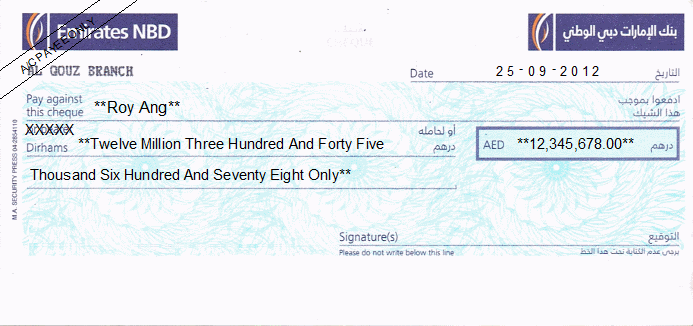 A/C PAYEE ONLY
Emirates NBD
بنك الإمارات دبي الوطني
AL QOUZ BRANCH
Date 25-09-2012 التاريخ
Pay against this cheque **Roy Ang** ادفعوا بموجب هذا الشيك
XXXXX أو لحامله
Dirhams **Twelve Million Three Hundred And Forty Five درهم AED **12,345,678.00** درهم
Thousand Six Hundred And Seventy Eight Only**
Signature(s) التوقيع
Please do not write below this line يرجى عدم الكتابة تحت هذا الخط